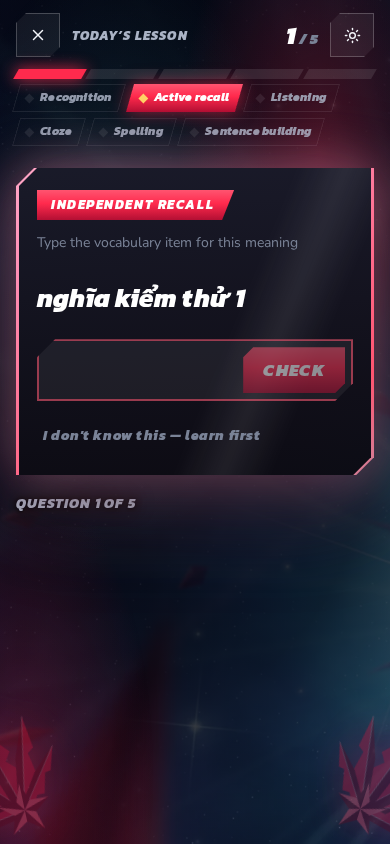 TODAY'S LESSON
1 / 5
Recognition
Active recall
Listening
Cloze
Spelling
Sentence building
INDEPENDENT RECALL
Type the vocabulary item for this meaning
nghĩa kiểm thử 1
CHECK
I don't know this — learn first
QUESTION 1 OF 5